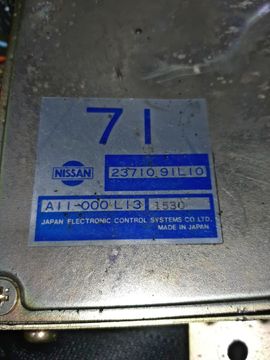 71
NISSAN
23710 91L10
A11-000 L13 1530
JAPAN ELECTRONIC CONTROL SYSTEMS CO LTD.
MADE IN JAPAN